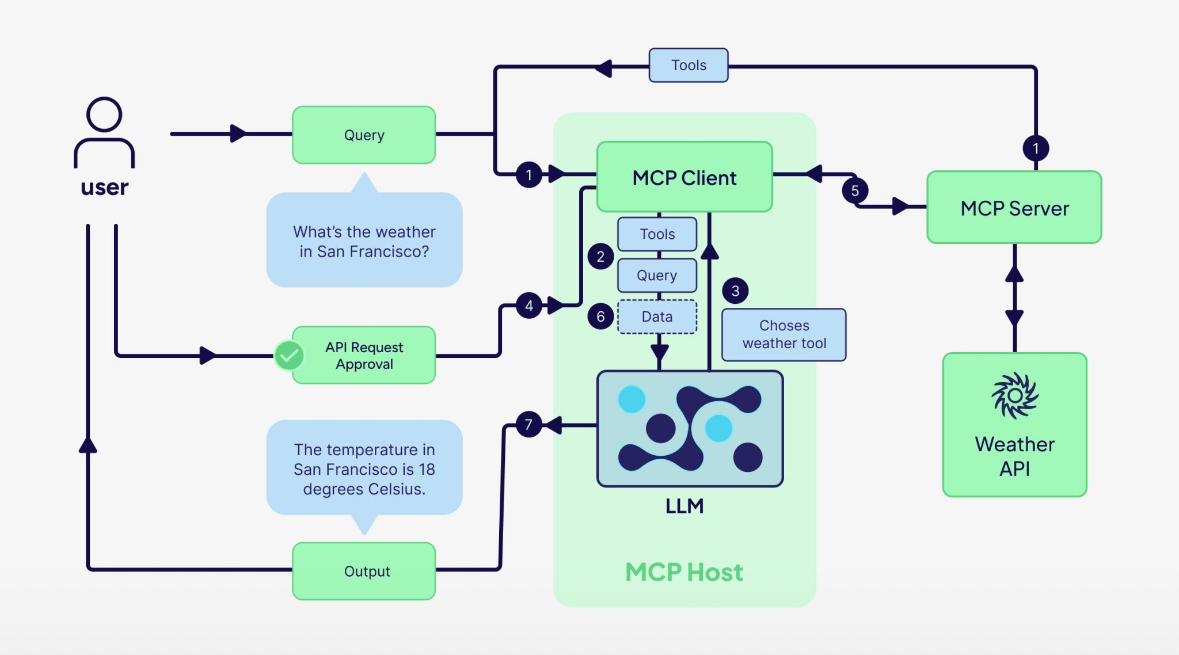 Tools
1
Query
user
What's the weather
in San Francisco?
1
MCP Client
5
MCP Server
2
Tools
Query
6
Data
3
Choses
weather tool
4
API Request
Approval
Weather
API
7
The temperature in
San Francisco is 18
degrees Celsius.
LLM
Output
MCP Host